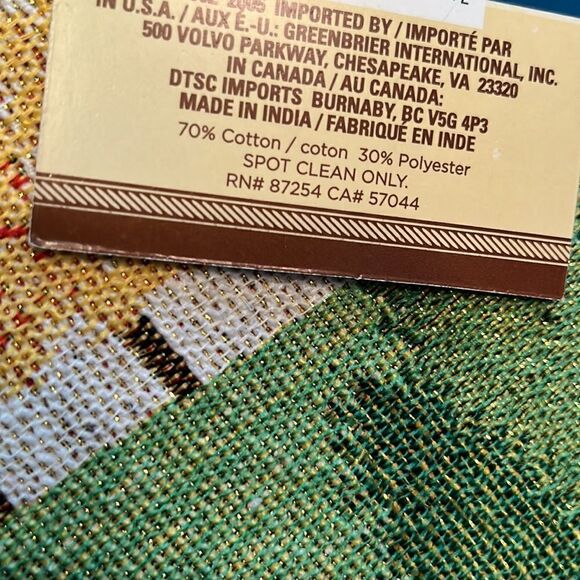 2005 IMPORTED BY / IMPORTÉ PAR
IN U.S.A. / AUX É.-U.: GREENBRIER INTERNATIONAL, INC.
500 VOLVO PARKWAY, CHESAPEAKE, VA 23320
IN CANADA / AU CANADA:
DTSC IMPORTS BURNABY, BC V5G 4P3
MADE IN INDIA / FABRIQUÉ EN INDE
70% Cotton / coton 30% Polyester
SPOT CLEAN ONLY.
RN# 87254 CA# 57044